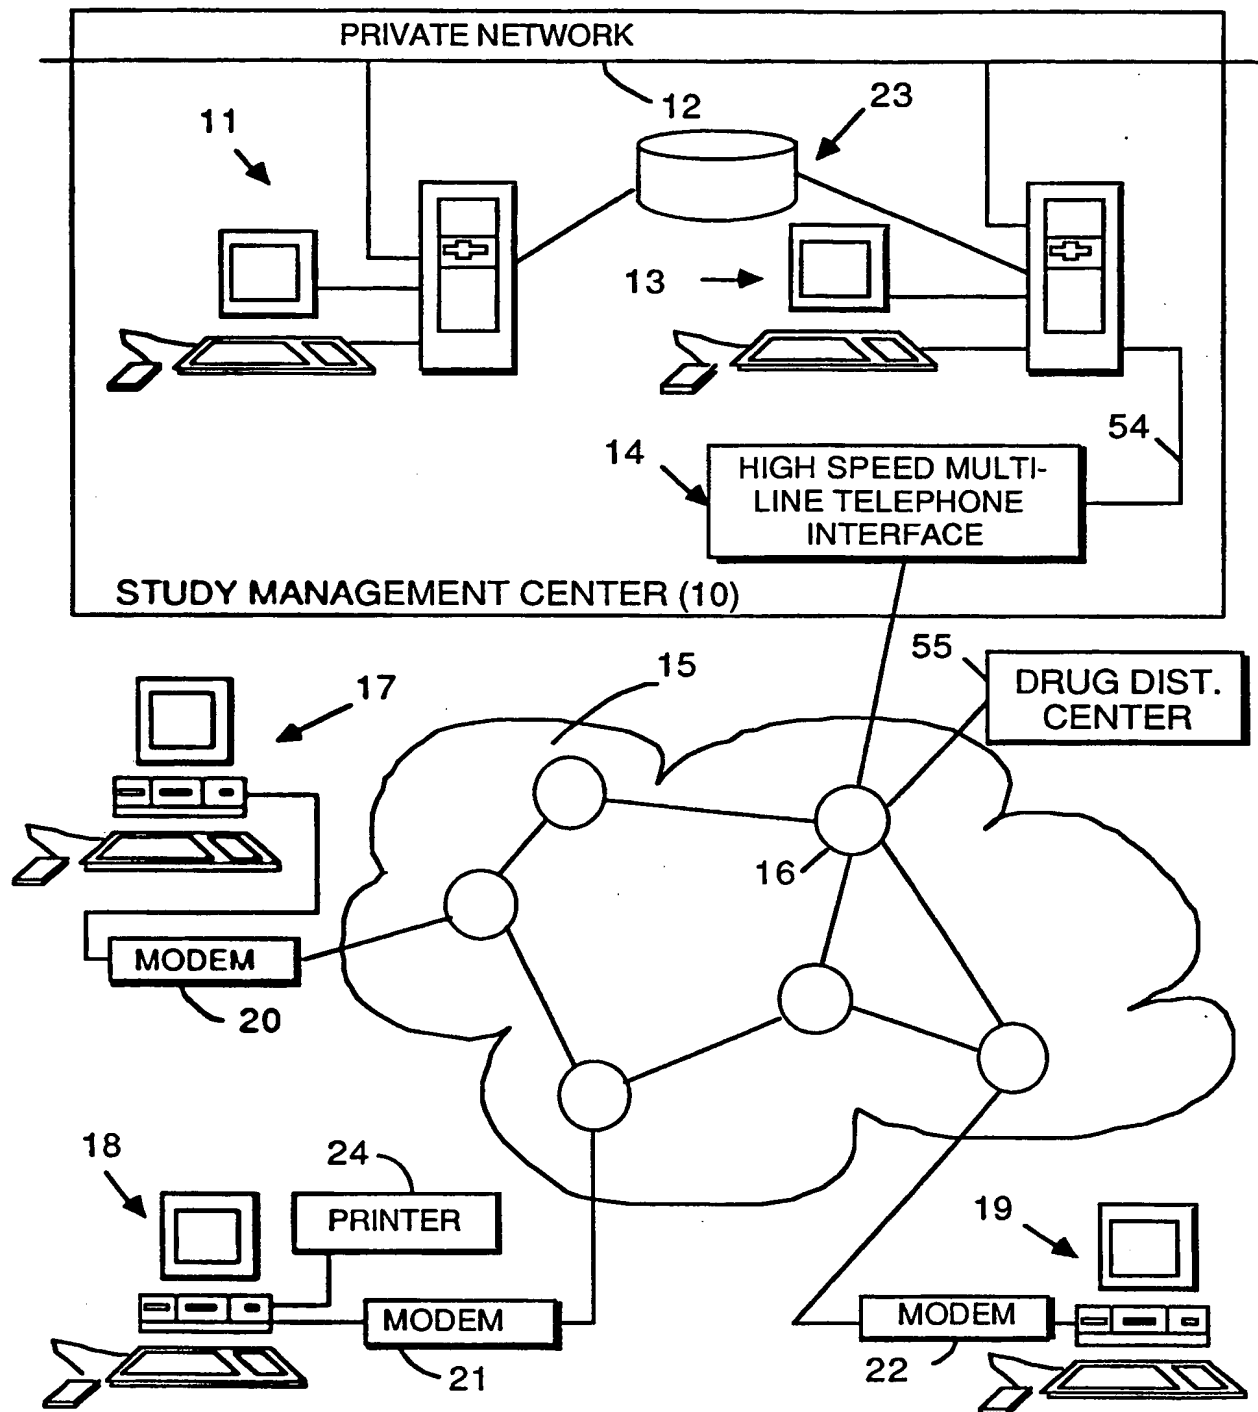 PRIVATE NETWORK
12
23
11
13
54
14
HIGH SPEED MULTI-
LINE TELEPHONE
INTERFACE
STUDY MANAGEMENT CENTER (10)
55
DRUG DIST.
CENTER
15
17
16
MODEM
20
18
24
PRINTER
19
MODEM
21
MODEM
22